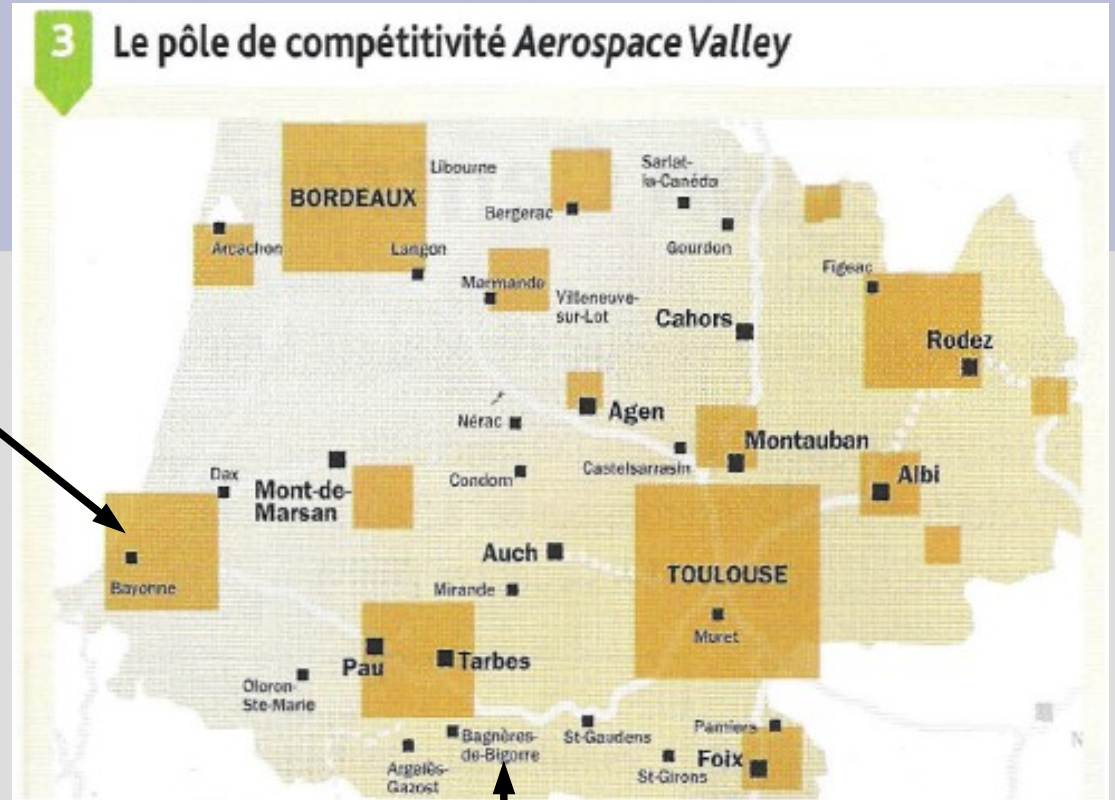 3 Le pôle de compétitivité Aerospace Valley
Libourne
BORDEAUX
Sarlat-
la-Canéda
Bergerac
Arcachon
Langon
Gourdon
Figeac
Marmande
Villeneuve-
sur-Lot
Cahors
Rodez
Agen
Nérac
Montauban
Castelsarrasin
Condom
Albi
Dax
Mont-de-
Marsan
Auch
TOULOUSE
Bayonne
Mirande
Muret
Pau
Tarbes
Oloron-
Ste-Marie
Bagnères-
de-Bigorre
St-Gaudens
Pamiers
Foix
Argelès-
Gazost
St-Girons
N